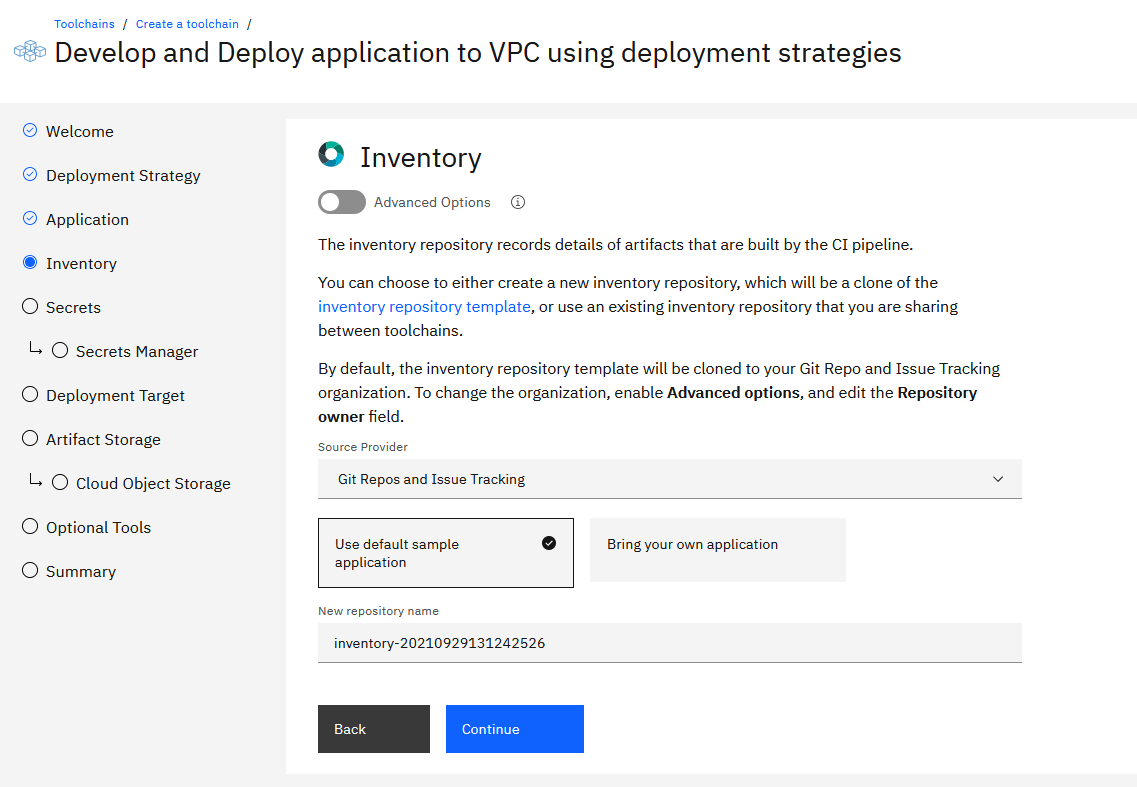 Toolchains / Create a toolchain /
Develop and Deploy application to VPC using deployment strategies
Welcome
Deployment Strategy
Application
Inventory
Secrets
Secrets Manager
Deployment Target
Artifact Storage
Cloud Object Storage
Optional Tools
Summary
Inventory
Advanced Options
The inventory repository records details of artifacts that are built by the CI pipeline.
You can choose to either create a new inventory repository, which will be a clone of the
inventory repository template, or use an existing inventory repository that you are sharing
between toolchains.
By default, the inventory repository template will be cloned to your Git Repo and Issue Tracking
organization. To change the organization, enable Advanced options, and edit the Repository
owner field.
Source Provider
Git Repos and Issue Tracking
Use default sample
application
Bring your own application
New repository name
inventory-20210929131242526
Back
Continue